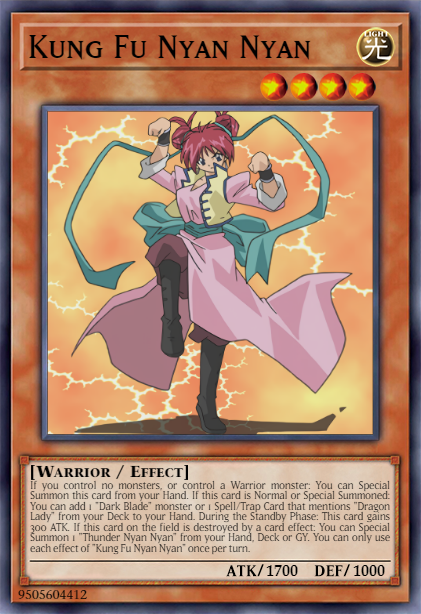 Kung Fu Nyan Nyan
LIGHT
光
[Warrior / Effect]
If you control no monsters, or control a Warrior monster: You can Special
Summon this card from your Hand. If this card is Normal or Special Summoned:
You can add 1 "Dark Blade" monster or 1 Spell/Trap Card that mentions "Dragon
Lady" from your Deck to your Hand. During the Standby Phase: This card gains
300 ATK. If this card on the field is destroyed by a card effect: You can Special
Summon 1 "Thunder Nyan Nyan" from your Hand, Deck or GY. You can only use
each effect of "Kung Fu Nyan Nyan" once per turn.
ATK/1700 DEF/1000
9505604412